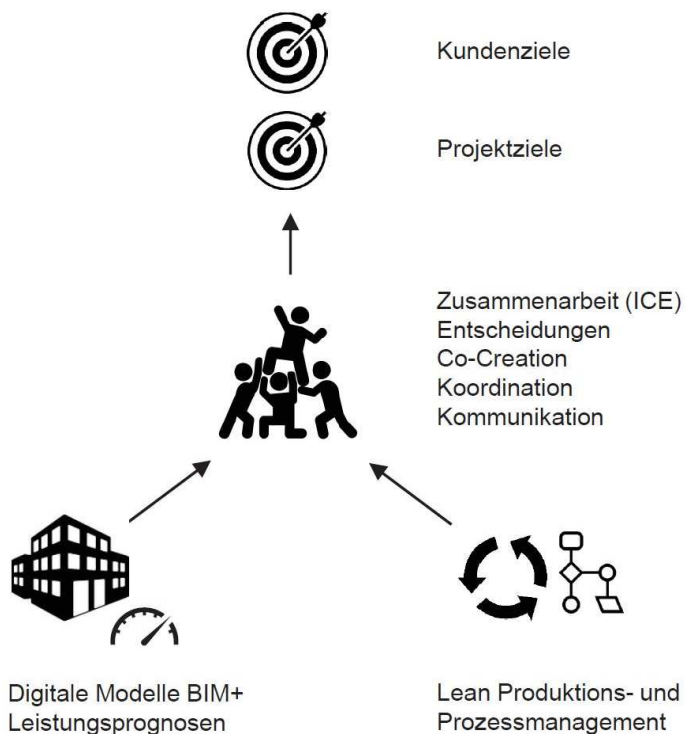 Kundenziele
Projektziele
Zusammenarbeit (ICE)
Entscheidungen
Co-Creation
Koordination
Kommunikation
Digitale Modelle BIM+
Leistungsprognosen
Lean Produktions- und
Prozessmanagement